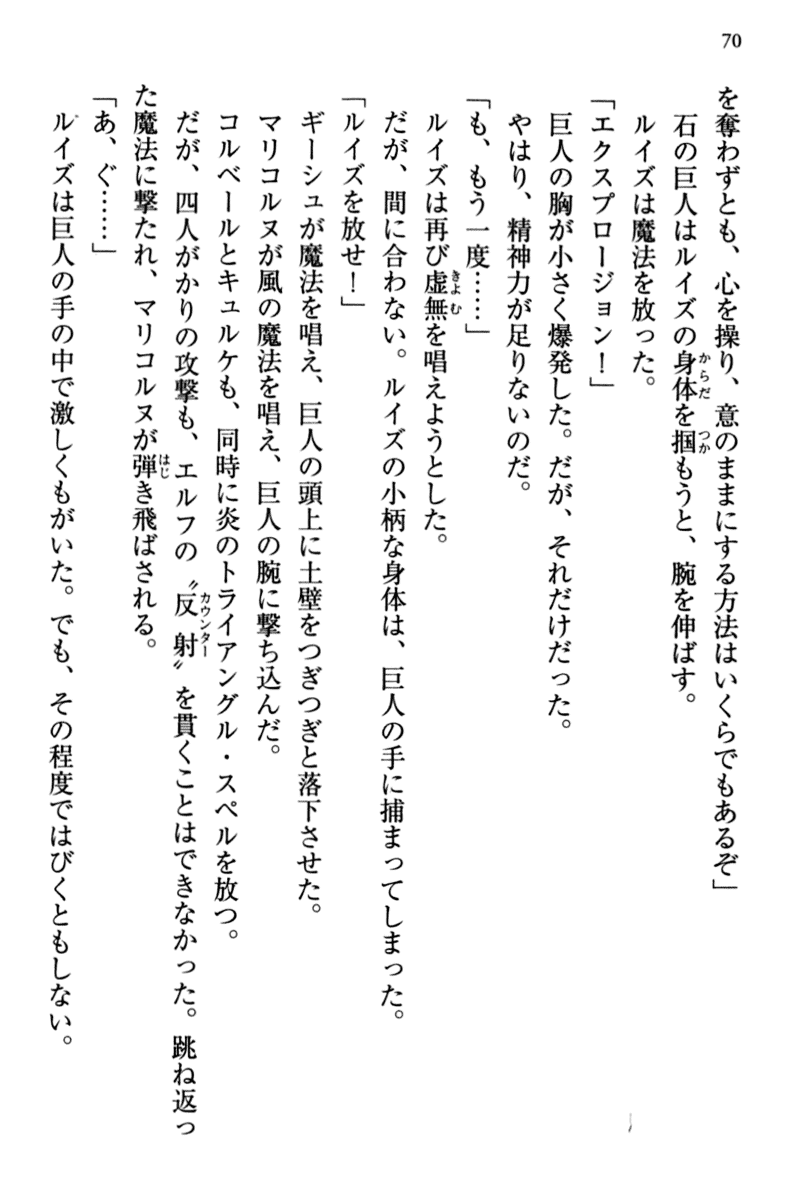 70
を奪わずとも、心を操り、意のままにする方法はいくらでもあるぞ」
石の巨人はルイズの身体を掴もうと、腕を伸ばす。
ルイズは魔法を放った。
「エクスプロージョン！」
巨人の胸が小さく爆発した。だが、それだけだった。
やはり、精神力が足りないのだ。
「も、もう一度……」
ルイズは再び虚無を唱えようとした。
だが、間に合わない。ルイズの小柄な身体は、巨人の手に捕まってしまった。
「ルイズを放せ！」
ギーシュが魔法を唱え、巨人の頭上に土壁をつぎつぎと落下させた。
マリコルヌが風の魔法を唱え、巨人の腕に撃ち込んだ。
コルベールとキュルケも、同時に炎のトライアングル・スペルを放つ。
だが、四人がかりの攻撃も、エルフの〝反射〟を貫くことはできなかった。跳ね返っ
た魔法に撃たれ、マリコルヌが弾き飛ばされる。
「あ、ぐ……」
ルイズは巨人の手の中で激しくもがいた。でも、その程度ではびくともしない。